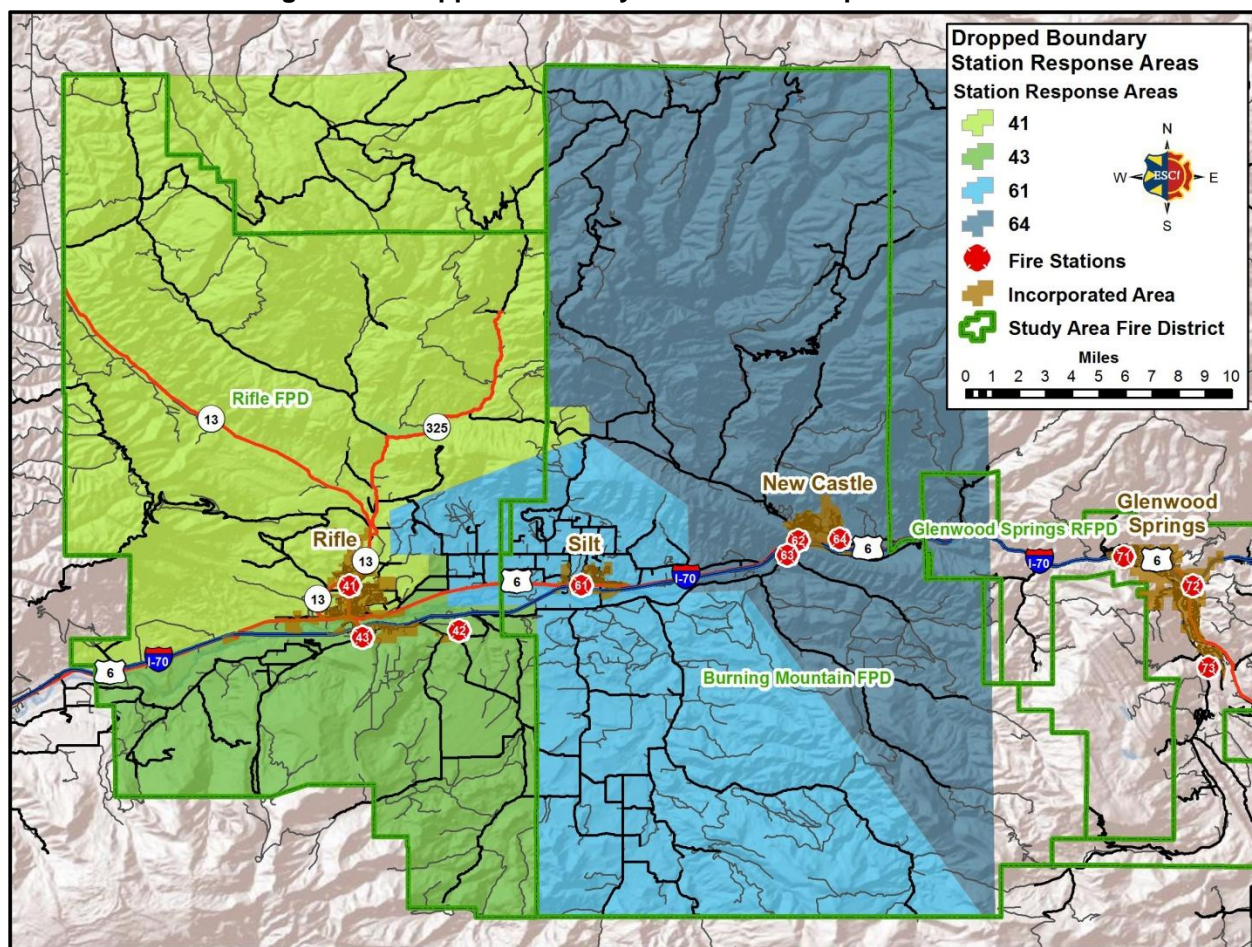 Dropped Boundary
Station Response Areas
Station Response Areas
41
43
61
64
Fire Stations
Incorporated Area
Study Area Fire District
Miles
0 1 2 3 4 5 6 7 8 9 10
N
W ESCi E
S
Rifle FPD
13
325
New Castle
Glenwood Springs RFPD
Glenwood
Springs
Rifle
13
Silt
62
64
63
6
I-70
I-70
71
6
41
6
61
I-70
72
13
43
42
I-70
6
Burning Mountain FPD
73